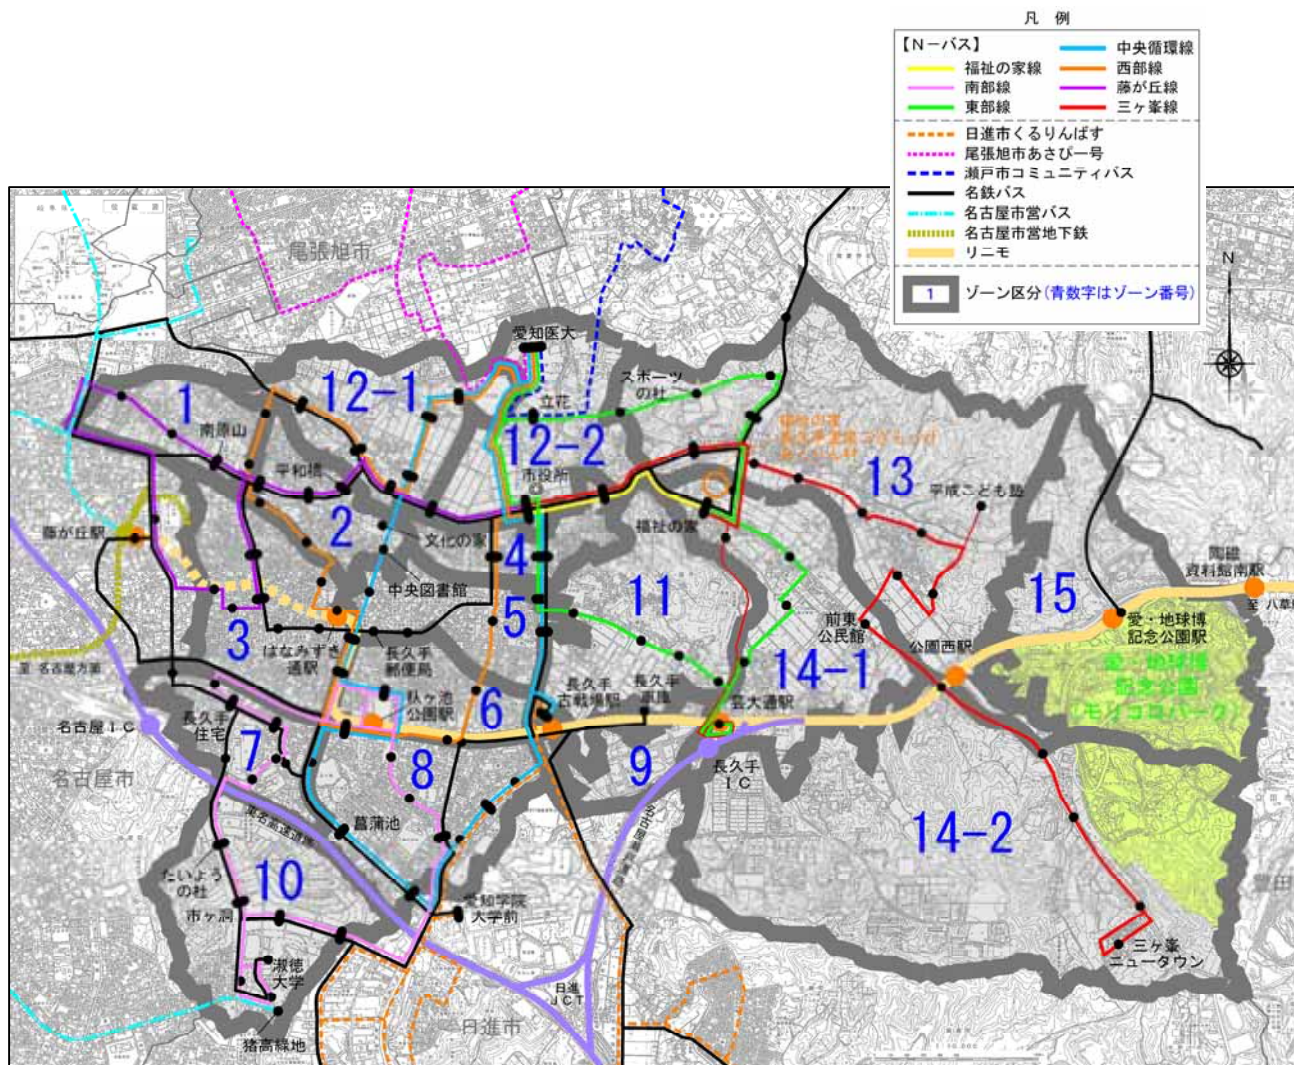 凡 例
【N-バス】
中央循環線
福祉の家線
西部線
南部線
藤が丘線
東部線
三ヶ峯線
日進市くるりんばす
尾張旭市あさぴー号
瀬戸市コミュニティバス
名鉄バス
名古屋市営バス
名古屋市営地下鉄
リニモ
1
ゾーン区分(青数字はゾーン番号)
N
尾張旭市
愛知医大
スポーツ
の杜
立花
1
12-1
12-2
南原山
平和橋
市役所
13
平成こども塾
2
藤が丘駅
文化の家
福祉の家
4
中央図書館
陶磁
資料館南駅
至 八草駅
11
15
5
3
前東
公民館
愛・地球博
記念公園駅
はなみずき
通駅
長久手
郵便局
公園西駅
14-1
愛・地球博
記念公園
(モリコロパーク)
至 名古屋方面
杁ヶ池
公園駅
6
長久手
古戦場駅
長久手
車庫
芸大通駅
名古屋IC
長久手
住宅
7
8
9
長久手
IC
名古屋市
菖蒲池
東名高速道路
14-2
たいようの杜
10
市ヶ洞
愛知学院
大学前
豊田
三ヶ峯
ニュータウン
淑徳
大学
日進
JCT
日進市
猪高緑地